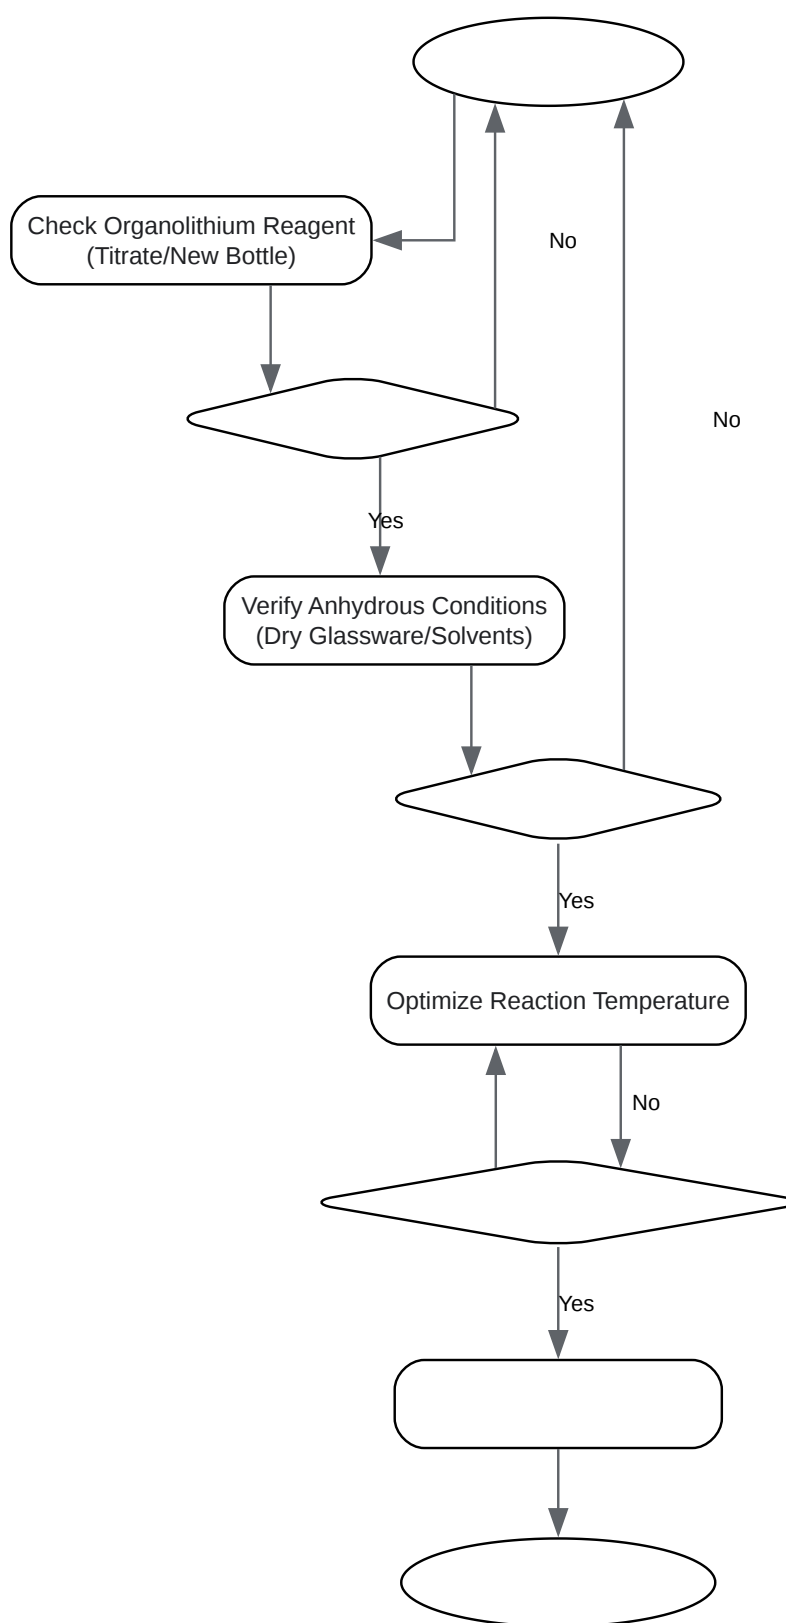 Check Organolithium Reagent
(Titrate/New Bottle)
No
No
Yes
Verify Anhydrous Conditions
(Dry Glassware/Solvents)
Yes
Optimize Reaction Temperature
No
Yes